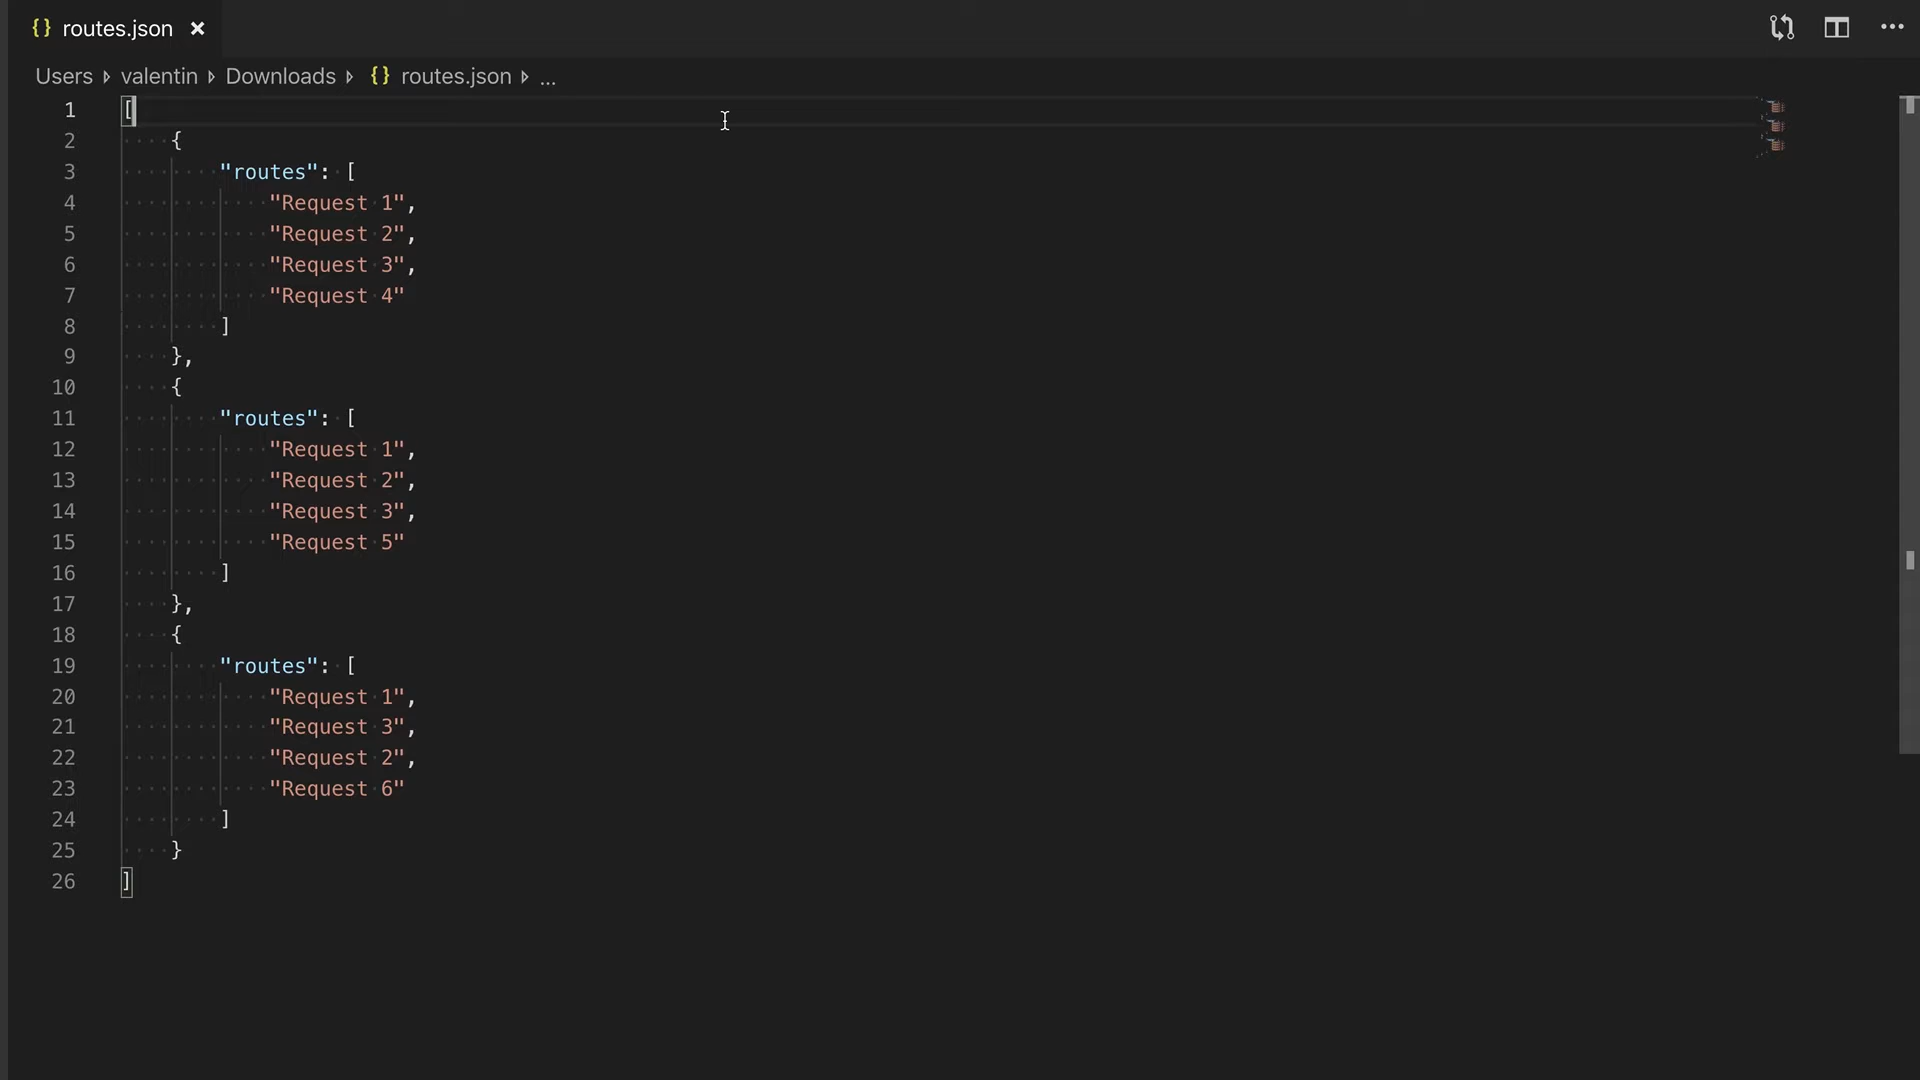 {} routes.json ×
Users valentin Downloads {} routes.json ...
1 [
2 {
3 "routes": [
4 "Request 1",
5 "Request 2",
6 "Request 3",
7 "Request 4"
8 ]
9 },
10 {
11 "routes": [
12 "Request 1",
13 "Request 2",
14 "Request 3",
15 "Request 5"
16 ]
17 },
18 {
19 "routes": [
20 "Request 1",
21 "Request 3",
22 "Request 2",
23 "Request 6"
24 ]
25 }
26 ]